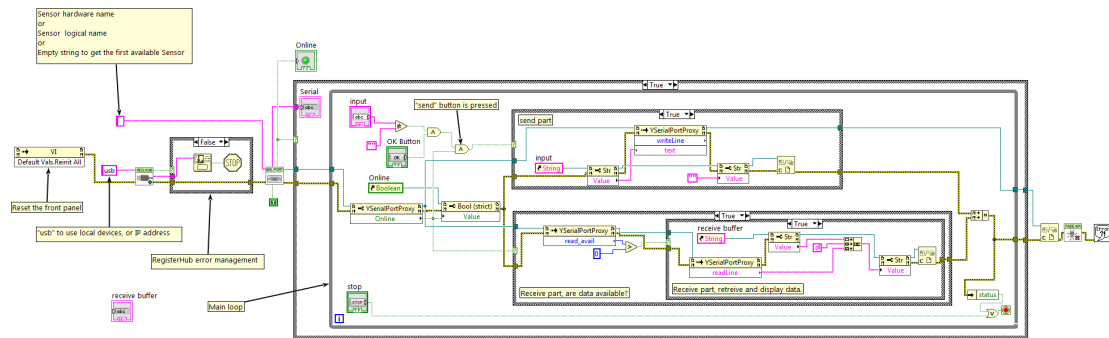 Sensor hardware name
or
Sensor logical name
or
Empty string to get the first available Sensor
Online
True
Serial
abc
input
abc
"send" button is pressed
OK Button
OK
send part
True
YSerialPortProxy
writeLine
text
input
String
Str
Value
Str
Value
VI
Default Vals.Reinit All
Reset the front panel
usb
"usb" to use local devices, or IP address
False
STOP
RegisterHub error management
Online
Boolean
YSerialPortProxy
Online
Bool (strict)
Value
True
YSerialPortProxy
read_avail
0
Receive part, are data available?
True
receive buffer
String
Str
Value
YSerialPortProxy
readLine
Str
Value
Receive part, retreive and display data.
receive buffer
abc
Main loop
stop
STOP
i
status